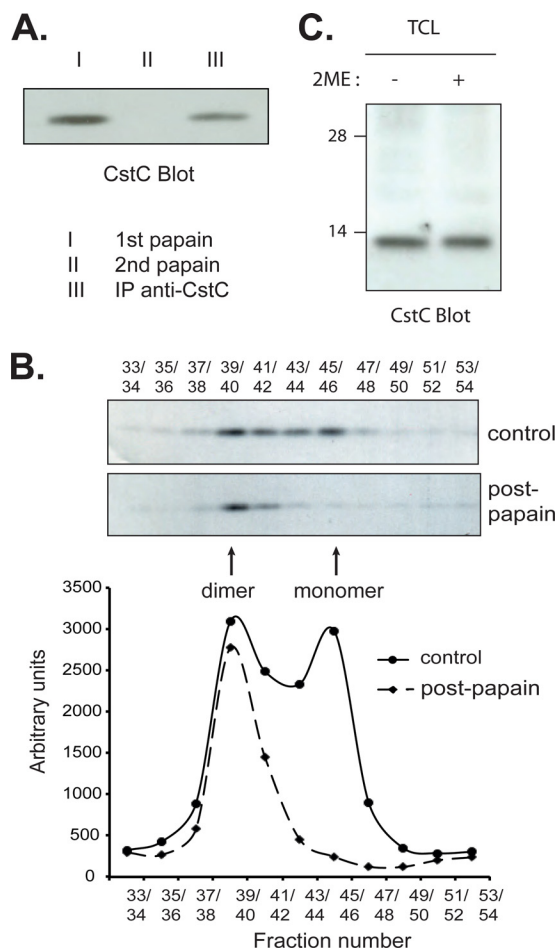 A.
I II III
CstC Blot
I 1st papain
II 2nd papain
III IP anti-CstC
C.
TCL
2ME : - +
28
14
CstC Blot
B.
33/ 35/ 37/ 39/ 41/ 43/ 45/ 47/ 49/ 51/ 53/
34 36 38 40 42 44 46 48 50 52 54
control
post-
papain
dimer monomer
3500
3000
2500
2000
1500
1000
500
0
Arbitrary units
control
post-papain
33/ 35/ 37/ 39/ 41/ 43/ 45/ 47/ 49/ 51/ 53/
34 36 38 40 42 44 46 48 50 52 54
Fraction number